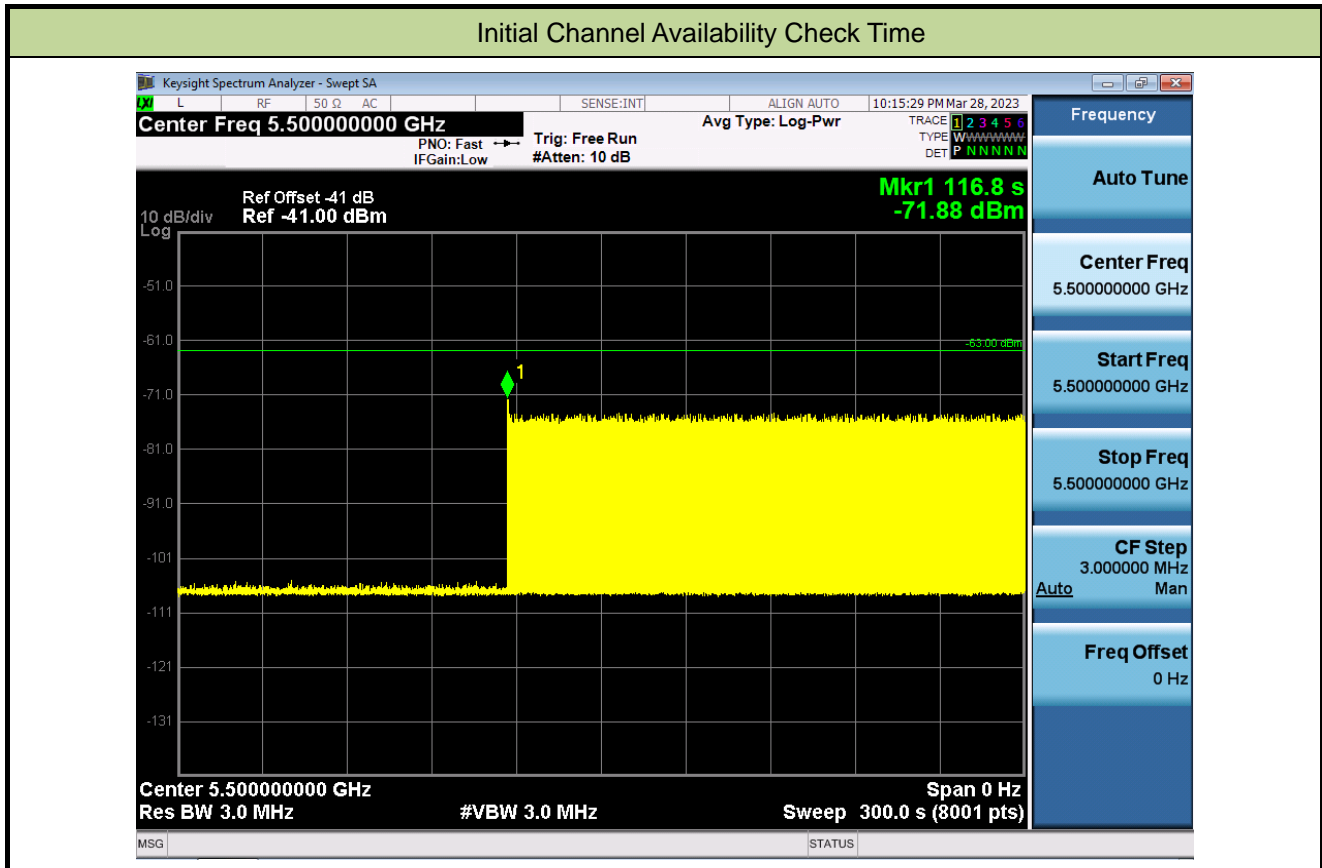 Initial Channel Availability Check Time
Keysight Spectrum Analyzer - Swept SA
LXI L RF 50 Ω AC SENSE:INT ALIGN AUTO 10:15:29 PM Mar 28, 2023
Center Freq 5.500000000 GHz
PNO: Fast
IFGain:Low
Trig: Free Run
#Atten: 10 dB
Avg Type: Log-Pwr
TRACE 1 2 3 4 5 6
TYPE WWWWWWW
DET P N N N N N
Ref Offset -41 dB
10 dB/div Ref -41.00 dBm
Log
Mkr1 116.8 s
-71.88 dBm
-51.0
-61.0
-63.00 dBm
1
-71.0
-81.0
-91.0
-101
-111
-121
-131
Center 5.500000000 GHz Span 0 Hz
Res BW 3.0 MHz #VBW 3.0 MHz Sweep 300.0 s (8001 pts)
MSG STATUS
Frequency
Auto Tune
Center Freq
5.500000000 GHz
Start Freq
5.500000000 GHz
Stop Freq
5.500000000 GHz
CF Step
3.000000 MHz
Auto Man
Freq Offset
0 Hz